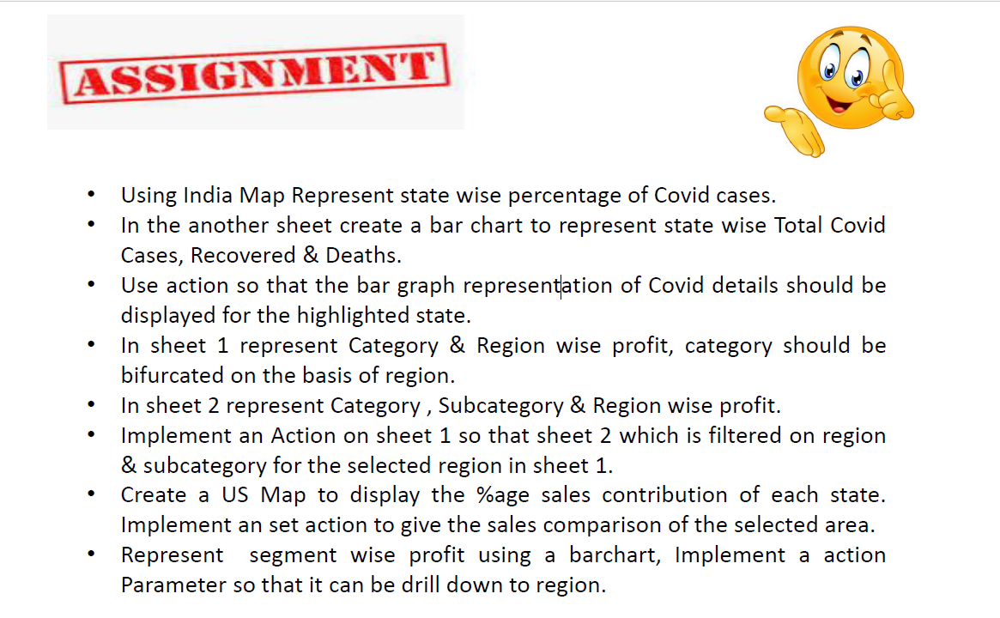 ASSIGNMENT
• Using India Map Represent state wise percentage of Covid cases.
• In the another sheet create a bar chart to represent state wise Total Covid
Cases, Recovered & Deaths.
• Use action so that the bar graph representation of Covid details should be
displayed for the highlighted state.
• In sheet 1 represent Category & Region wise profit, category should be
bifurcated on the basis of region.
• In sheet 2 represent Category , Subcategory & Region wise profit.
• Implement an Action on sheet 1 so that sheet 2 which is filtered on region
& subcategory for the selected region in sheet 1.
• Create a US Map to display the %age sales contribution of each state.
Implement an set action to give the sales comparison of the selected area.
• Represent segment wise profit using a barchart, Implement a action
Parameter so that it can be drill down to region.